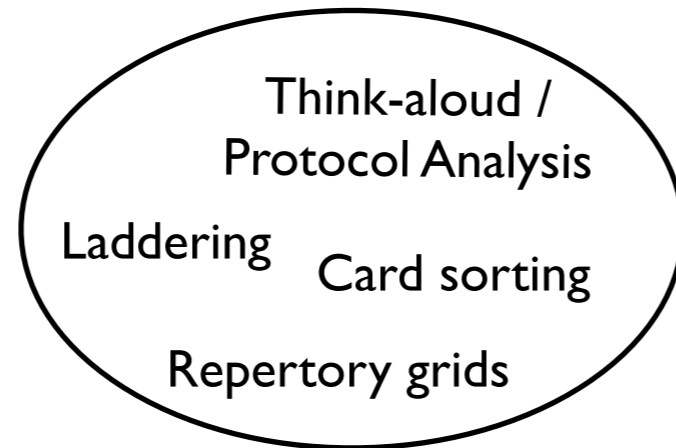 Think-aloud /
Protocol Analysis
Laddering
Card sorting
Repertory grids